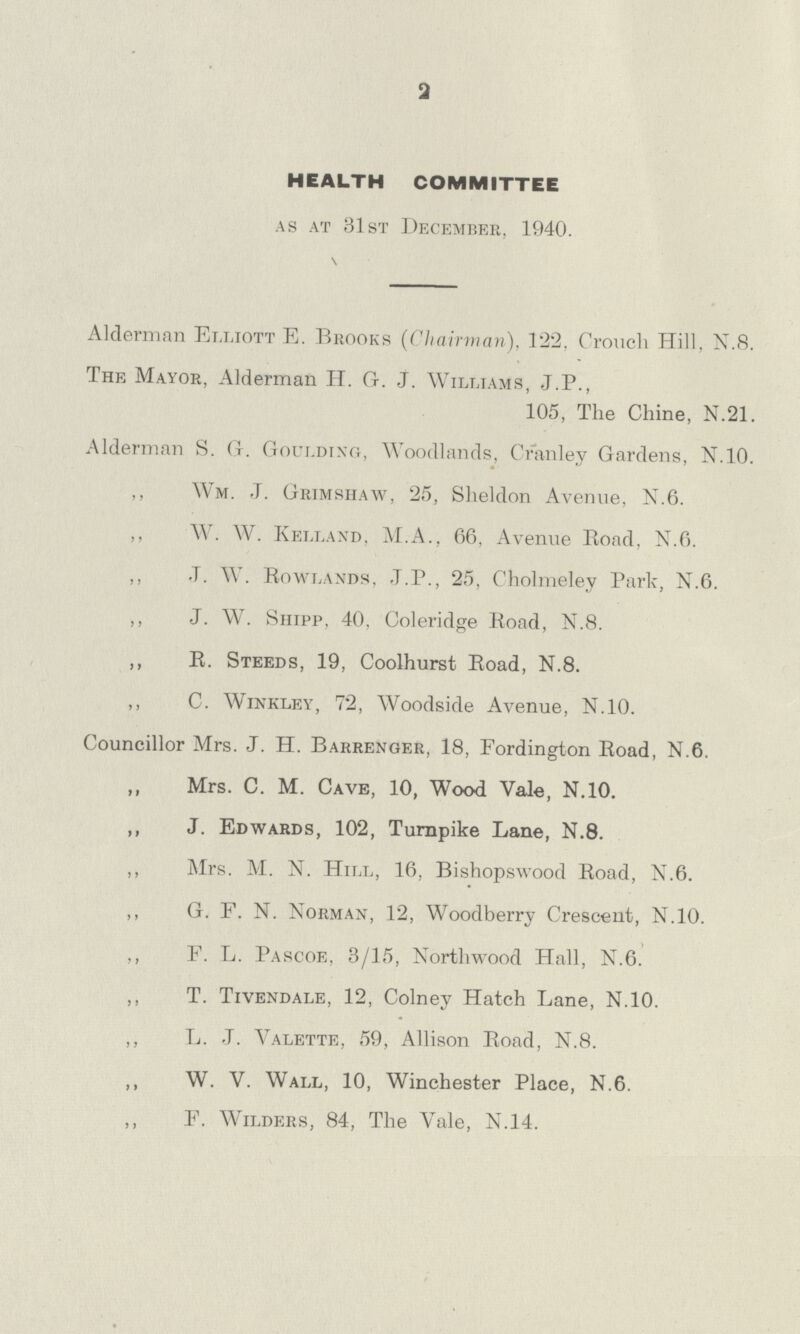 2
HEALTH COMMITTEE
AS AT 31ST DECEMBER, 1940.
Alderman ELLIOTT E. BROOKS (Chairman), 122, Crouch Hill, N.8.
THE MAYOR, Alderman H. G. J. WILLIAMS, J.P.,
105, The Chine, N.21.
Alderman S. G. GOULDING, Woodlands, Cranley Gardens, N.10.
,, WM. J. GRIMSHAW, 25, Sheldon Avenue, N.6.
,, W. W. KELLAND, M.A., 66, Avenue Road, N.6.
,, J. W. ROWLANDS, J.P., 25, Cholmeley Park, N.6.
,, J. W. SHIPP, 40, Coleridge Road, N.8.
,, R. STEEDS, 19, Coolhurst Road, N.8.
,, C. WINKLEY, 72, Woodside Avenue, N.10.
Councillor Mrs. J. H. BARRENGER, 18, Fordington Road, N.6.
,, Mrs. C. M. CAVE, 10, Wood Vale, N.10.
,, J. EDWARDS, 102, Turnpike Lane, N.8.
,, Mrs. M. N. HILL, 16, Bishopswood Road, N.6.
,, G. F. N. NORMAN, 12, Woodberry Crescent, N.10.
,, F. L. PASCOE, 3/15, Northwood Hall, N.6.
,, T. TIVENDALE, 12, Colney Hatch Lane, N.10.
,, L. J. VALETTE, 59, Allison Road, N.8.
,, W. V. WALL, 10, Winchester Place, N.6.
,, F. WILDERS, 84, The Vale, N.14.